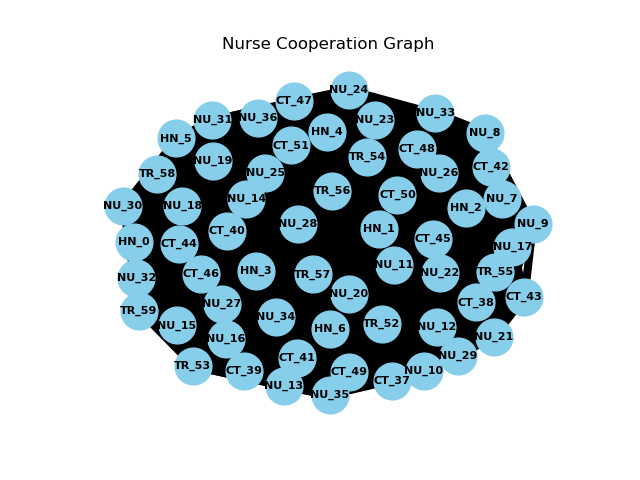 Nurse Cooperation Graph
NU_24
CT_47
NU_33
NU_36
NU_31
NU_23
HN_4
NU_8
HN_5
CT_51
CT_48
TR_54
NU_19
CT_42
NU_25
NU_26
TR_58
TR_56
CT_50
NU_14
NU_7
NU_30
NU_18
HN_2
NU_28
NU_9
HN_1
CT_40
CT_45
HN_0
CT_44
NU_17
NU_11
HN_3
NU_22
TR_55
CT_46
TR_57
NU_32
NU_20
CT_43
CT_38
NU_27
TR_59
NU_34
TR_52
NU_15
NU_12
HN_6
NU_21
NU_16
NU_29
CT_41
TR_53
CT_39
NU_10
CT_49
CT_37
NU_13
NU_35